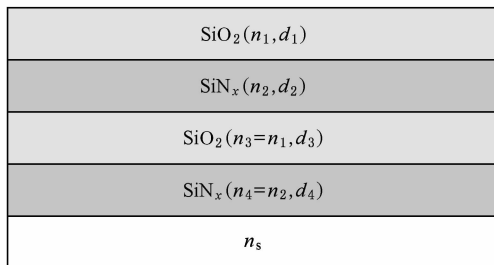 SiO₂(n₁,d₁)
SiNₓ(n₂,d₂)
SiO₂(n₃=n₁,d₃)
SiNₓ(n₄=n₂,d₄)
nₛ